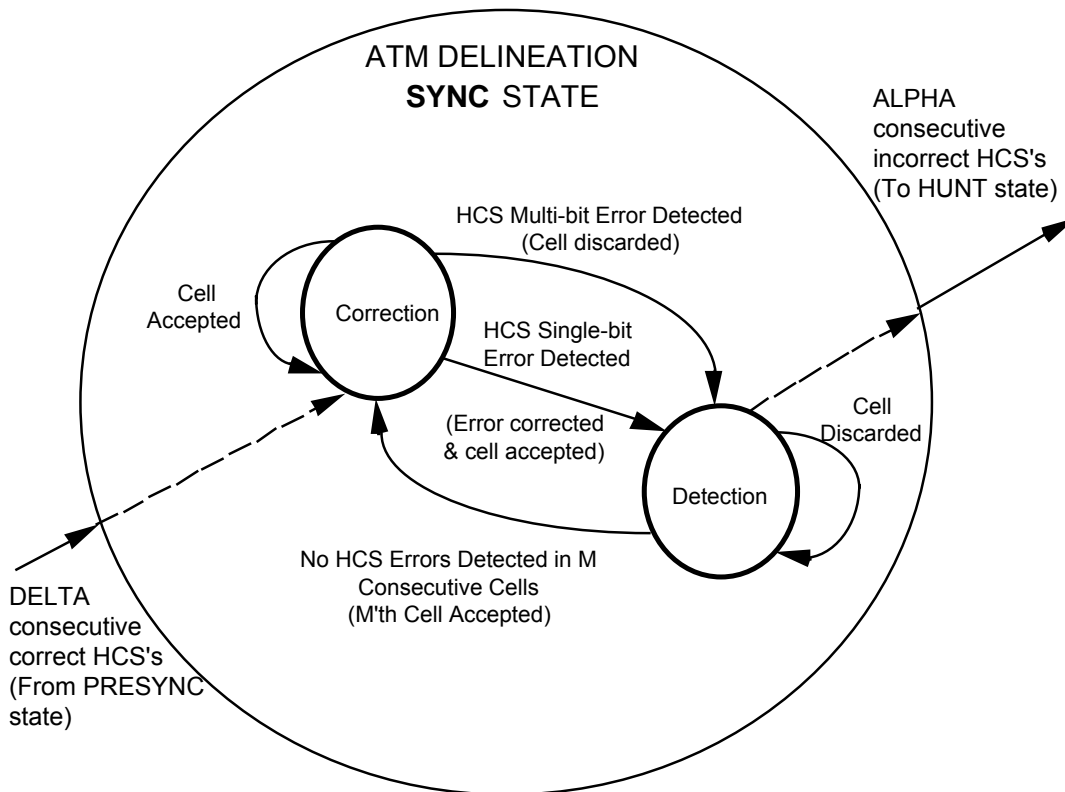 ATM DELINEATION
SYNC STATE
ALPHA
consecutive
incorrect HCS's
(To HUNT state)
HCS Multi-bit Error Detected
(Cell discarded)
Cell
Accepted
Correction
HCS Single-bit
Error Detected
(Error corrected
& cell accepted)
Cell
Discarded
Detection
No HCS Errors Detected in M
Consecutive Cells
(M'th Cell Accepted)
DELTA
consecutive
correct HCS's
(From PRESYNC
state)